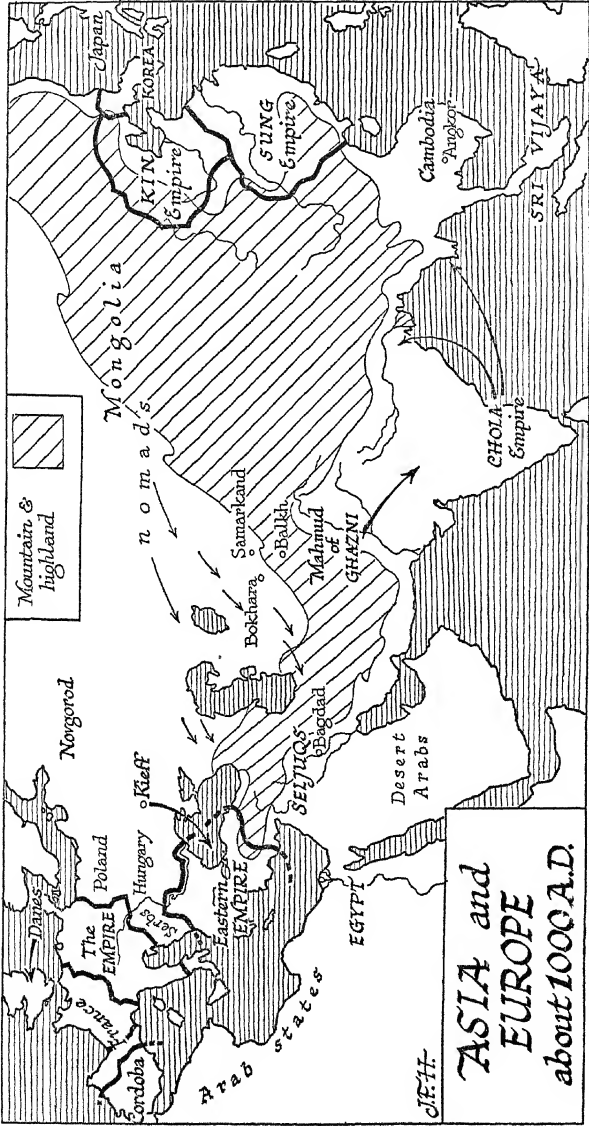 Mountain &
highland
Novgorod
Danes
Poland
The
EMPIRE
France
Cordoba
Hungary
Serbs
Kieff
Eastern
EMPIRE
Arab states
EGYPT
Desert
Arabs
SELJUQS
Bagdad
Bokhara
Samarkand
Balkh
Mahmud
of
GHAZNI
nomads
Mongolia
KIN
Empire
KOREA
Japan
SUNG
Empire
Cambodia
Angkor
SRI VIJAYA
CHOLA
Empire
J.F.H.
ASIA and
EUROPE
about 1000 A.D.